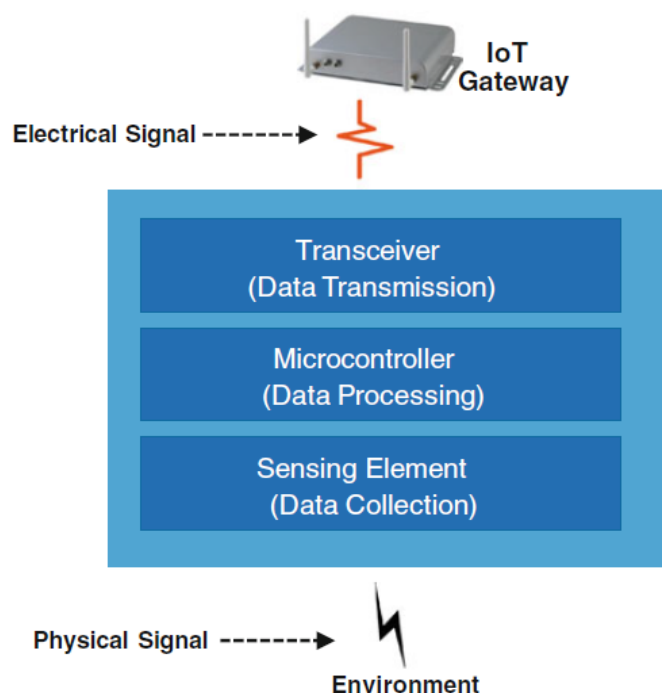 IoT
Gateway
Electrical Signal
Transceiver
(Data Transmission)
Microcontroller
(Data Processing)
Sensing Element
(Data Collection)
Physical Signal
Environment